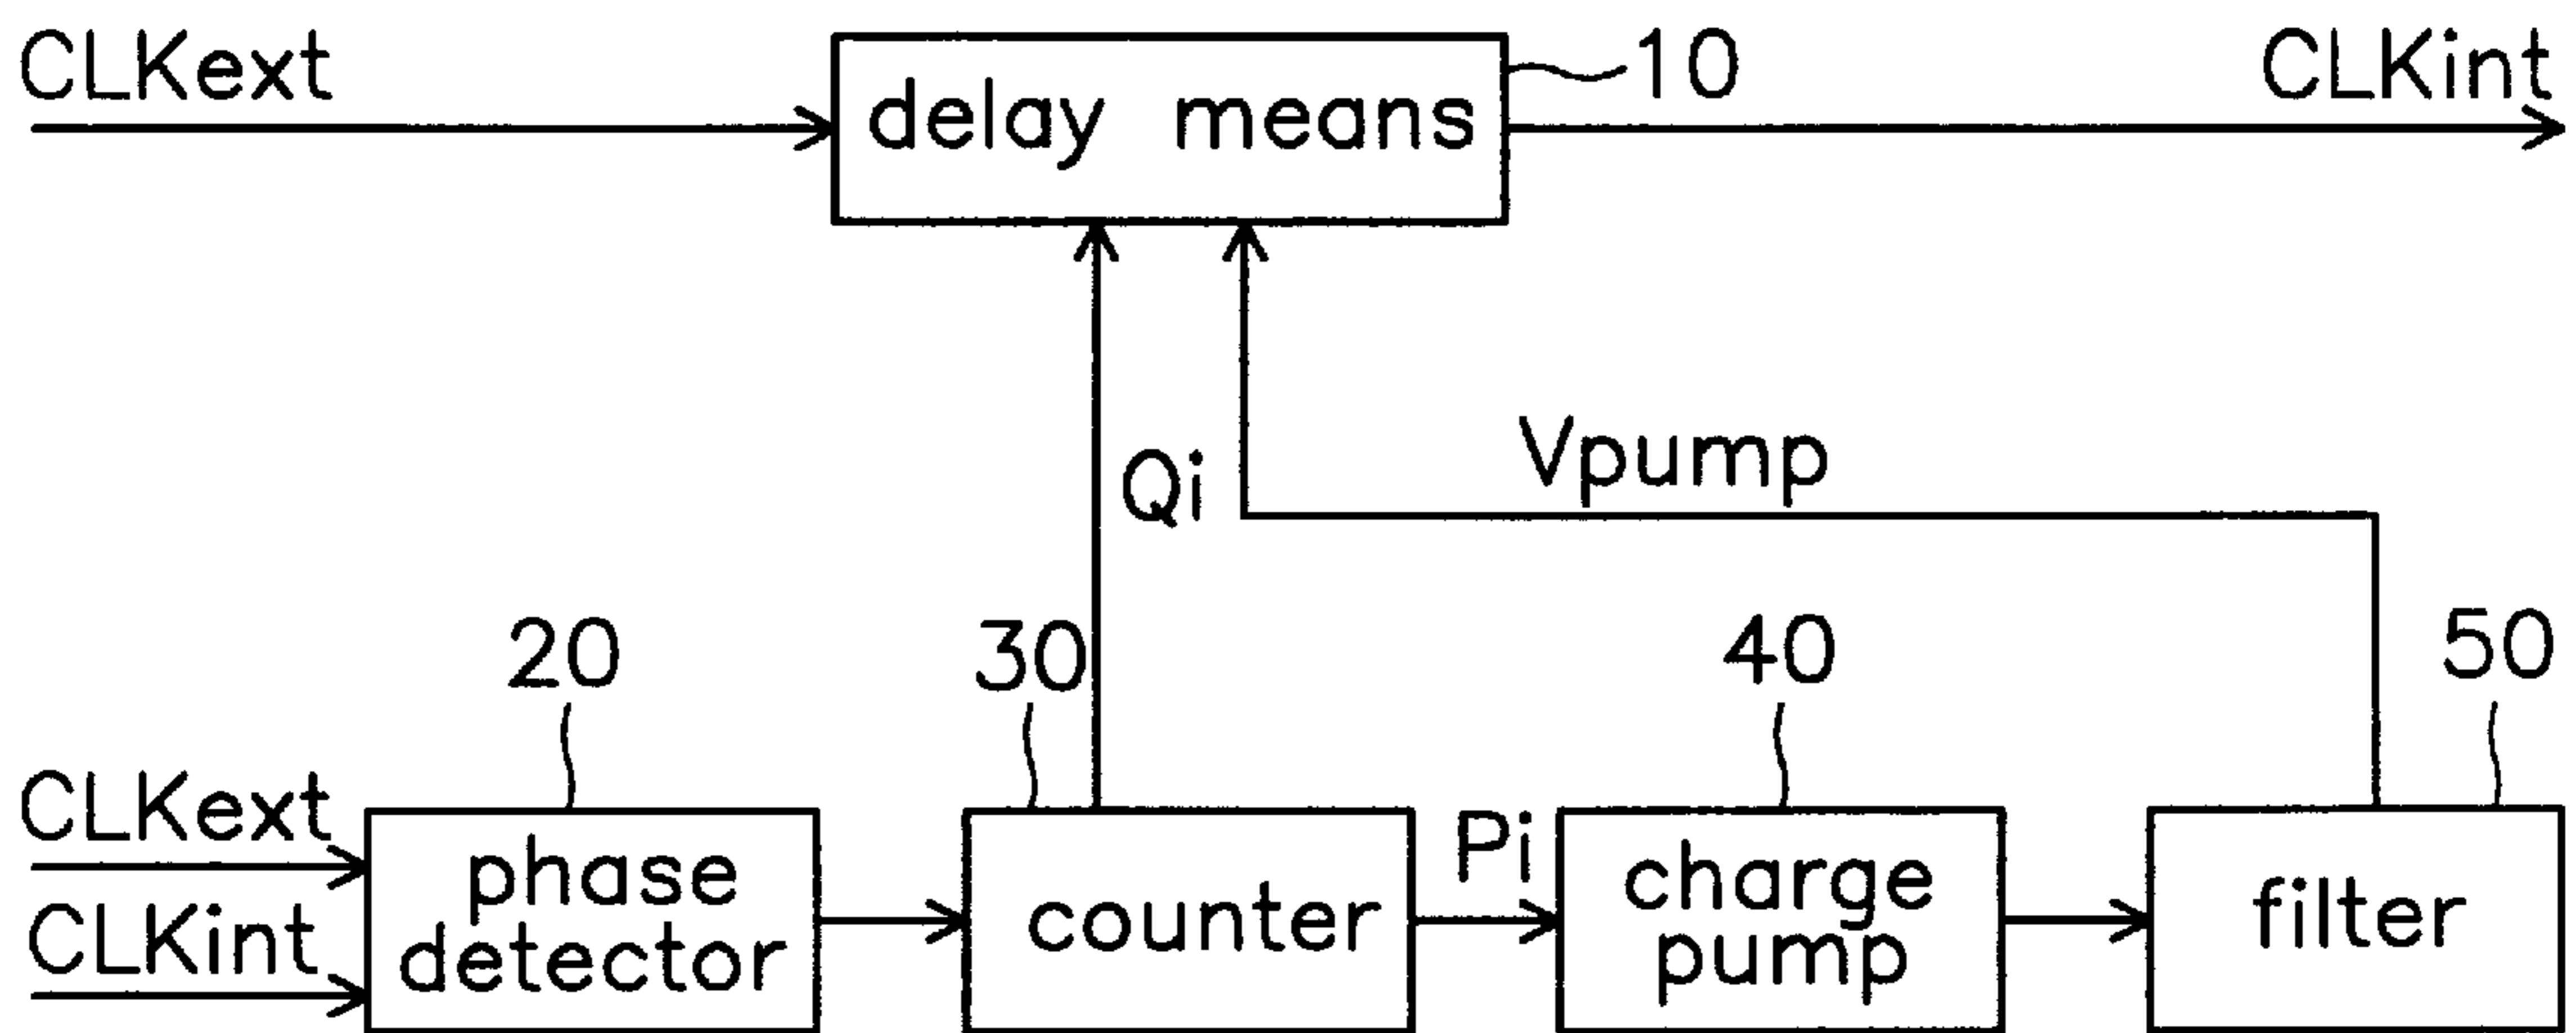 CLKext
delay means
10
CLKint
Qi
Vpump
20
30
40
50
CLKext
CLKint
phase
detector
counter
Pi
charge
pump
filter